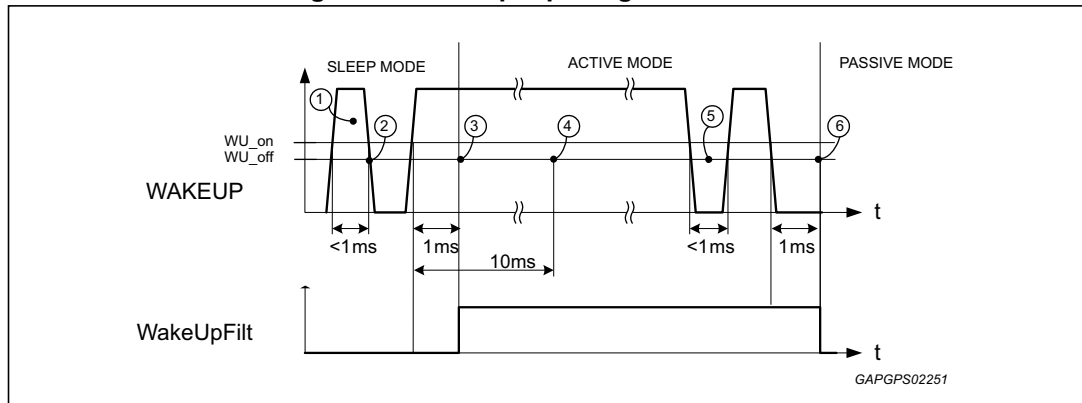 SLEEP MODE
ACTIVE MODE
PASSIVE MODE
1
2
3
4
5
6
WU_on
WU_off
WAKEUP
t
<1ms
1ms
<1ms
1ms
10ms
WakeUpFilt
t
GAPGPS02251